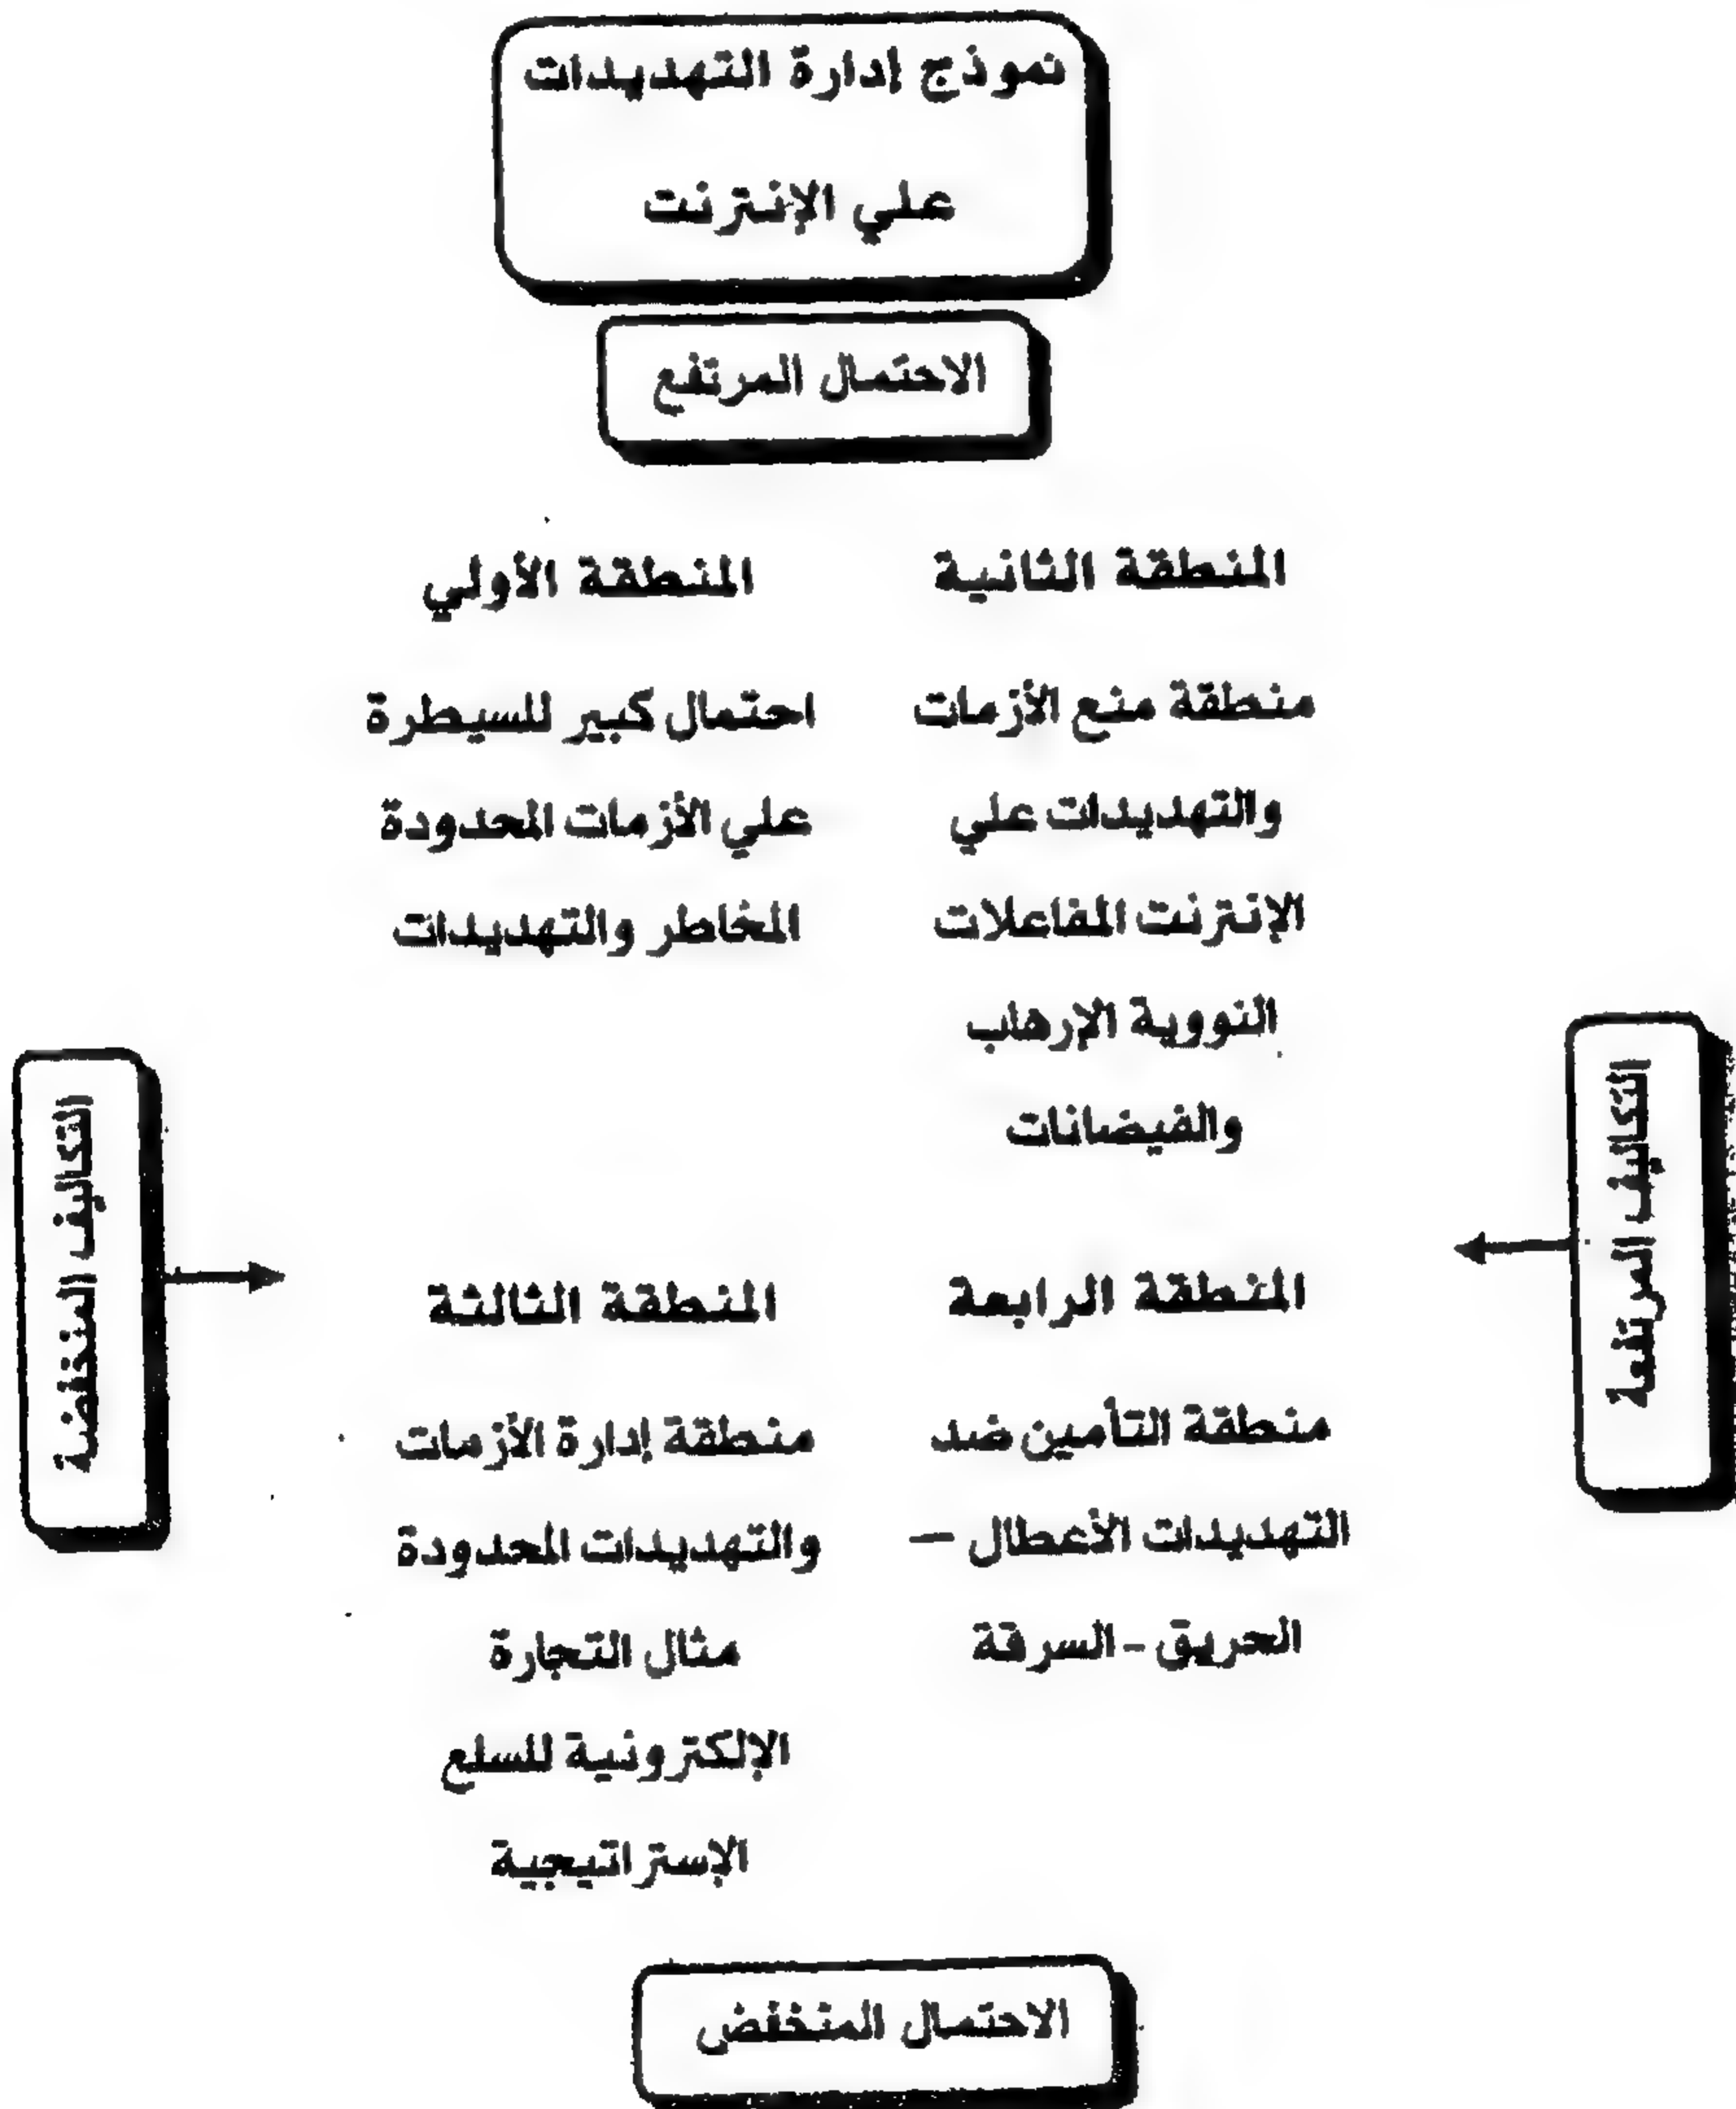 نموذج إدارة التهديدات
علي الإنترنت
الاحتمال المرتفع
المنطقة الثانية
منطقة منع الأزمات
والتهديدات علي
الإنترنت المفاعلات
النووية الإرهاب
والفيضانات
المنطقة الأولي
احتمال كبير للسيطرة
علي الأزمات المحدودة
المخاطر والتهديدات
التكاليف المرتفعة
التكاليف المنخفضة
المنطقة الرابعة
منطقة التأمين ضد
التهديدات الأعطال –
الحريق - السرقة
المنطقة الثالثة
منطقة إدارة الأزمات
والتهديدات المحدودة
مثال التجارة
الإلكترونية للسلع
الإستراتيجية
الاحتمال المنخفض